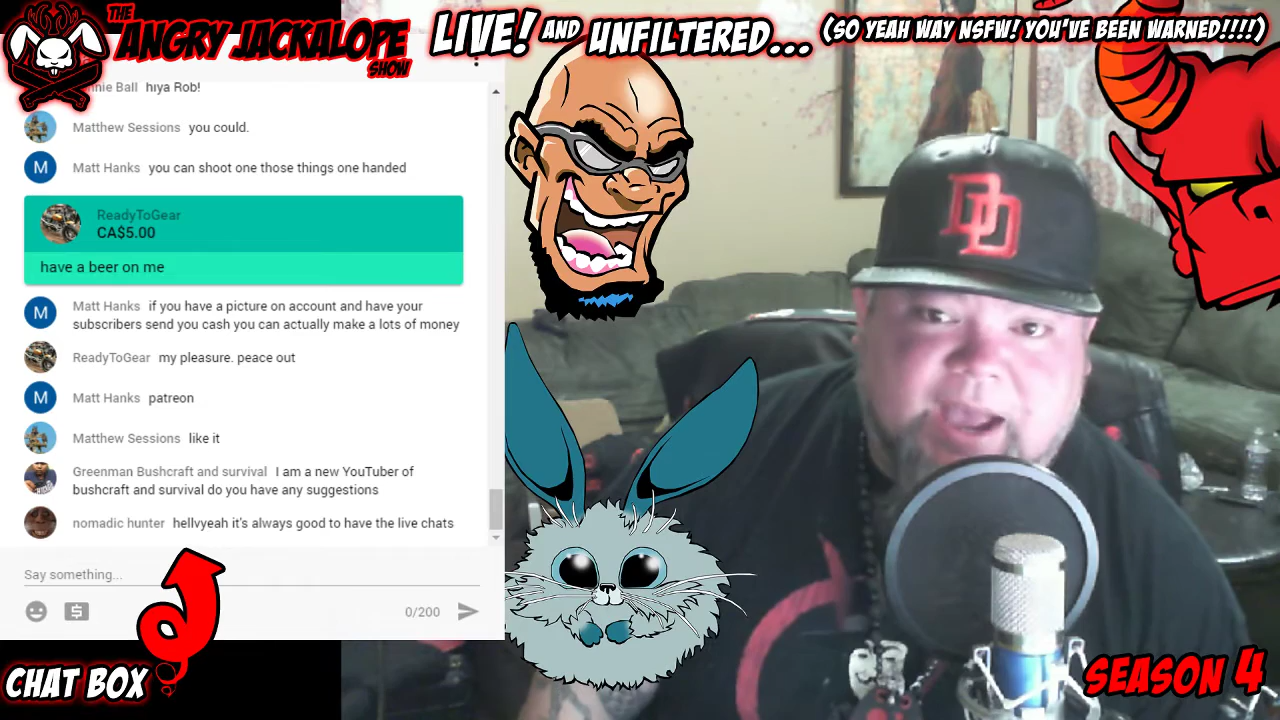 THE
ANGRY JACKALOPE
SHOW
LIVE! AND UNFILTERED... (SO YEAH WAY NSFW! YOU'VE BEEN WARNED!!!!)
Ball hiya Rob!
Matthew Sessions you could.
M Matt Hanks you can shoot one those things one handed
ReadyToGear
CA$5.00
have a beer on me
M Matt Hanks if you have a picture on account and have your
subscribers send you cash you can actually make a lots of money
ReadyToGear my pleasure. peace out
M Matt Hanks patreon
Matthew Sessions like it
Greenman Bushcraft and survival I am a new YouTuber of
bushcraft and survival do you have any suggestions
nomadic hunter hellvyeah it's always good to have the live chats
Say something...
0/200
CHAT BOX
DD
SEASON 4